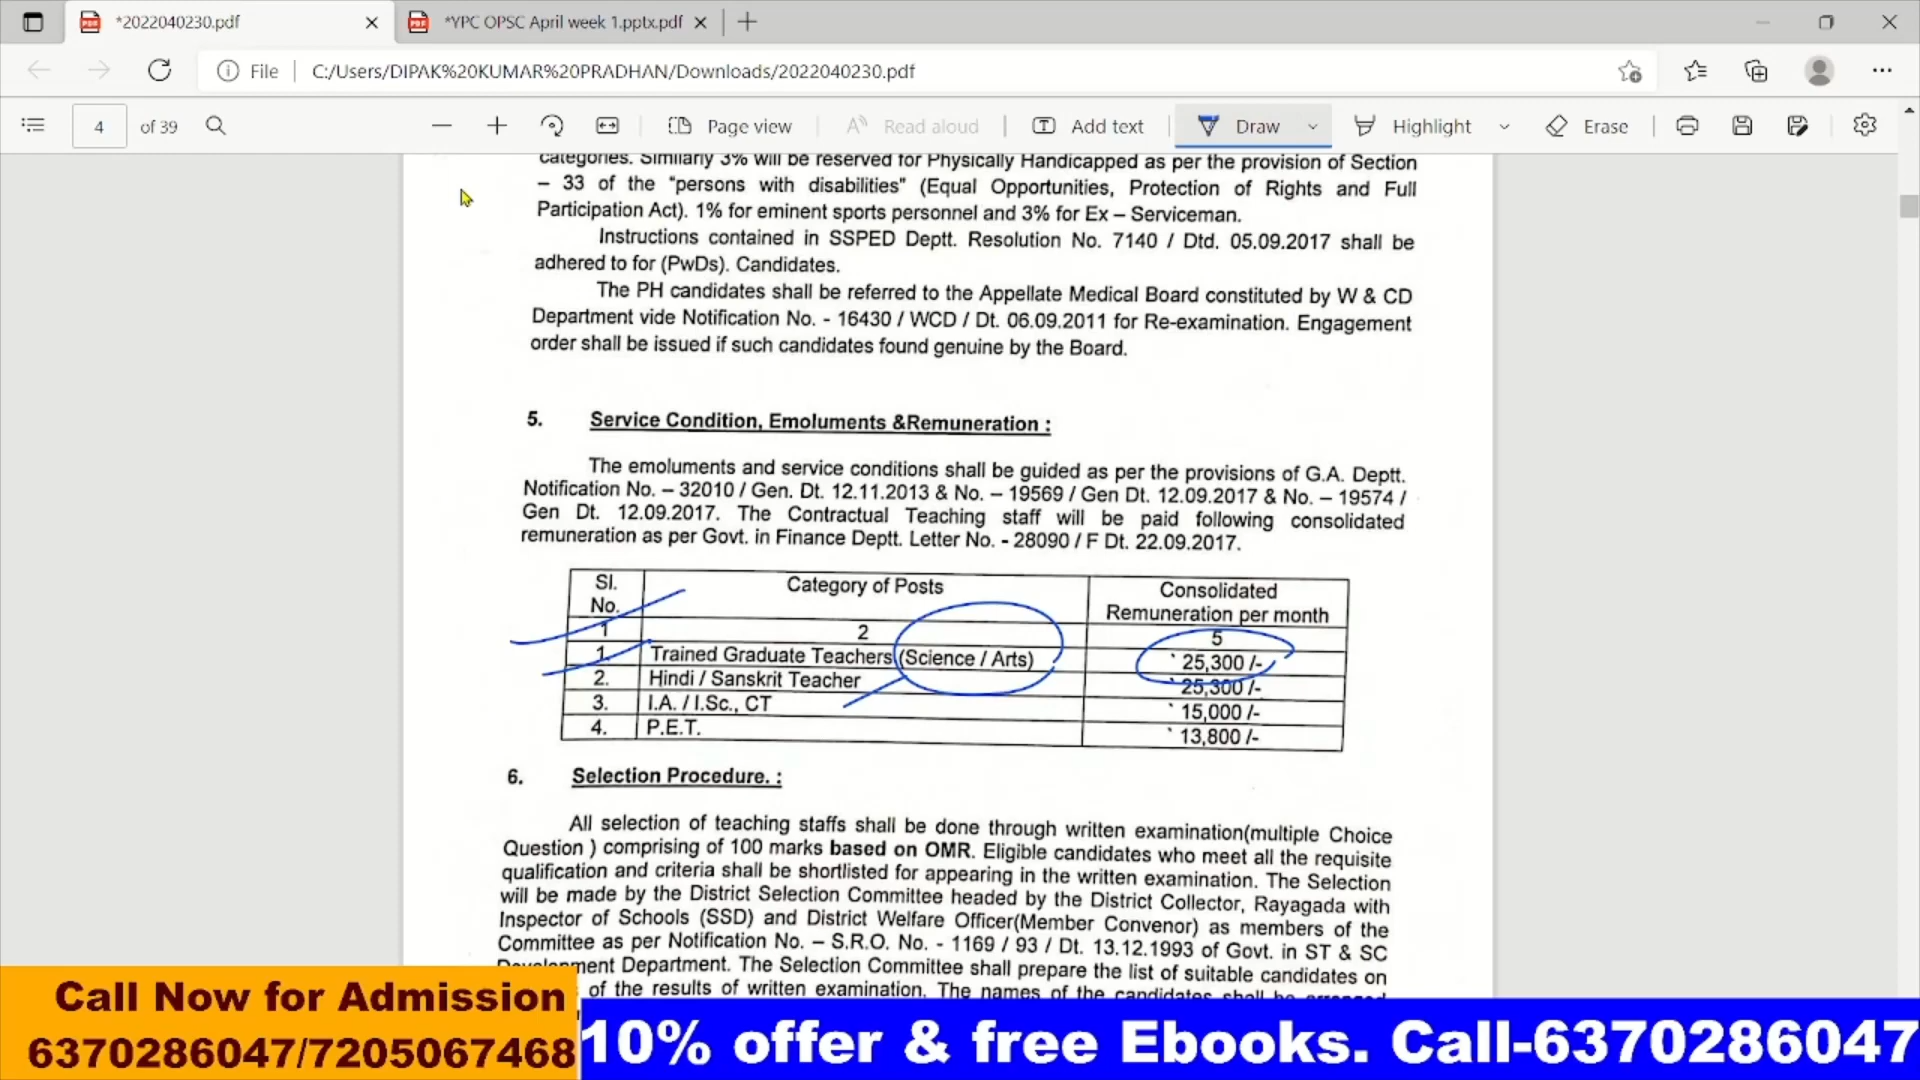 *2022040230.pdf
*YPC OPSC April week 1.pptx.pdf
File
C:/Users/DIPAK%20KUMAR%20PRADHAN/Downloads/2022040230.pdf
4 of 39
Page view
Read aloud
Add text
Draw
Highlight
Erase
categories. Similarly 3% will be reserved for Physically Handicapped as per the provision of Section
– 33 of the "persons with disabilities" (Equal Opportunities, Protection of Rights and Full
Participation Act). 1% for eminent sports personnel and 3% for Ex – Serviceman.
Instructions contained in SSPED Deptt. Resolution No. 7140 / Dtd. 05.09.2017 shall be
adhered to for (PwDs). Candidates.
The PH candidates shall be referred to the Appellate Medical Board constituted by W & CD
Department vide Notification No. - 16430 / WCD / Dt. 06.09.2011 for Re-examination. Engagement
order shall be issued if such candidates found genuine by the Board.
5. Service Condition, Emoluments &Remuneration :
The emoluments and service conditions shall be guided as per the provisions of G.A. Deptt.
Notification No. – 32010 / Gen. Dt. 12.11.2013 & No. – 19569 / Gen Dt. 12.09.2017 & No. – 19574 /
Gen Dt. 12.09.2017. The Contractual Teaching staff will be paid following consolidated
remuneration as per Govt. in Finance Deptt. Letter No. - 28090 / F Dt. 22.09.2017.
Sl. No. Category of Posts Consolidated Remuneration per month
1 2 5
1. Trained Graduate Teachers (Science / Arts) ` 25,300 /-
2. Hindi / Sanskrit Teacher ` 25,300 /-
3. I.A. / I.Sc., CT ` 15,000 /-
4. P.E.T. ` 13,800 /-
6. Selection Procedure. :
All selection of teaching staffs shall be done through written examination(multiple Choice
Question ) comprising of 100 marks based on OMR. Eligible candidates who meet all the requisite
qualification and criteria shall be shortlisted for appearing in the written examination. The Selection
will be made by the District Selection Committee headed by the District Collector, Rayagada with
Inspector of Schools (SSD) and District Welfare Officer(Member Convenor) as members of the
Committee as per Notification No. – S.R.O. No. - 1169 / 93 / Dt. 13.12.1993 of Govt. in ST & SC
Development Department. The Selection Committee shall prepare the list of suitable candidates on
of the results of written examination. The names of the candidates shall be arranged
Call Now for Admission
6370286047/7205067468
10% offer & free Ebooks. Call-6370286047